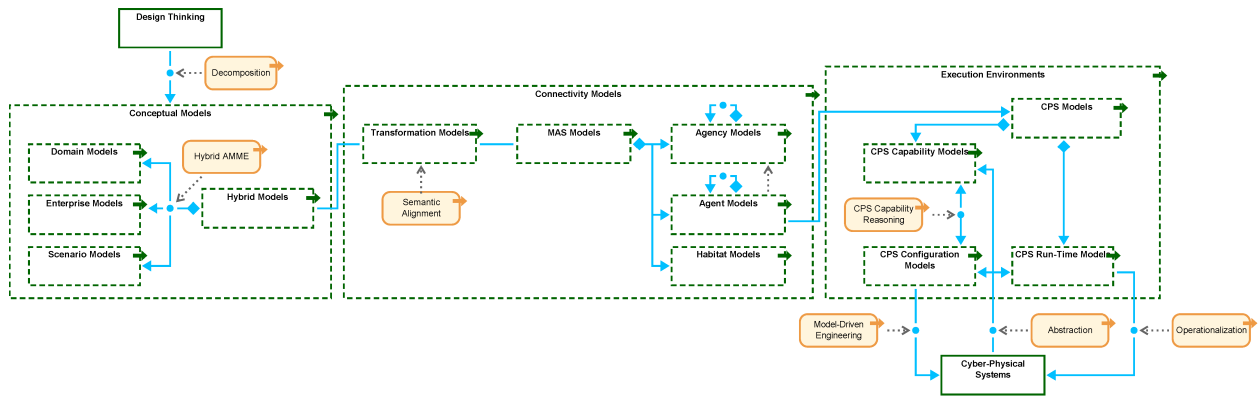 Design Thinking
Decomposition
Conceptual Models
Domain Models
Hybrid AMME
Enterprise Models
Hybrid Models
Scenario Models
Connectivity Models
Transformation Models
MAS Models
Agency Models
Semantic
Alignment
Agent Models
Habitat Models
Execution Environments
CPS Models
CPS Capability Models
CPS Capability
Reasoning
CPS Configuration
Models
CPS Run-Time Models
Model-Driven
Engineering
Abstraction
Operationalization
Cyber-Physical
Systems